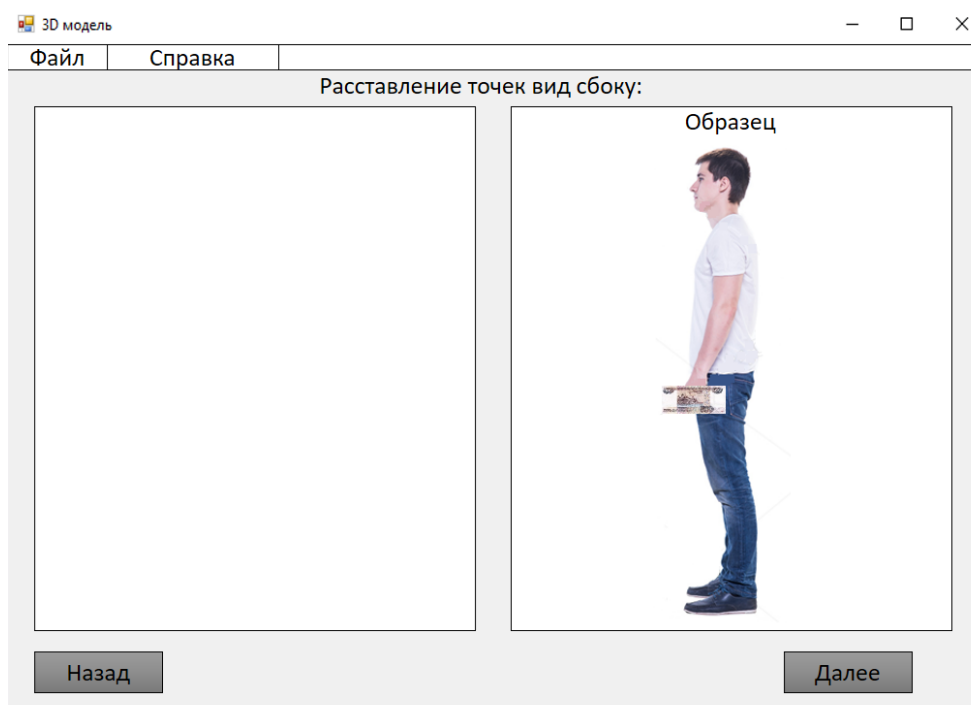 3D модель
Файл Справка
Расставление точек вид сбоку:
Образец
Назад Далее